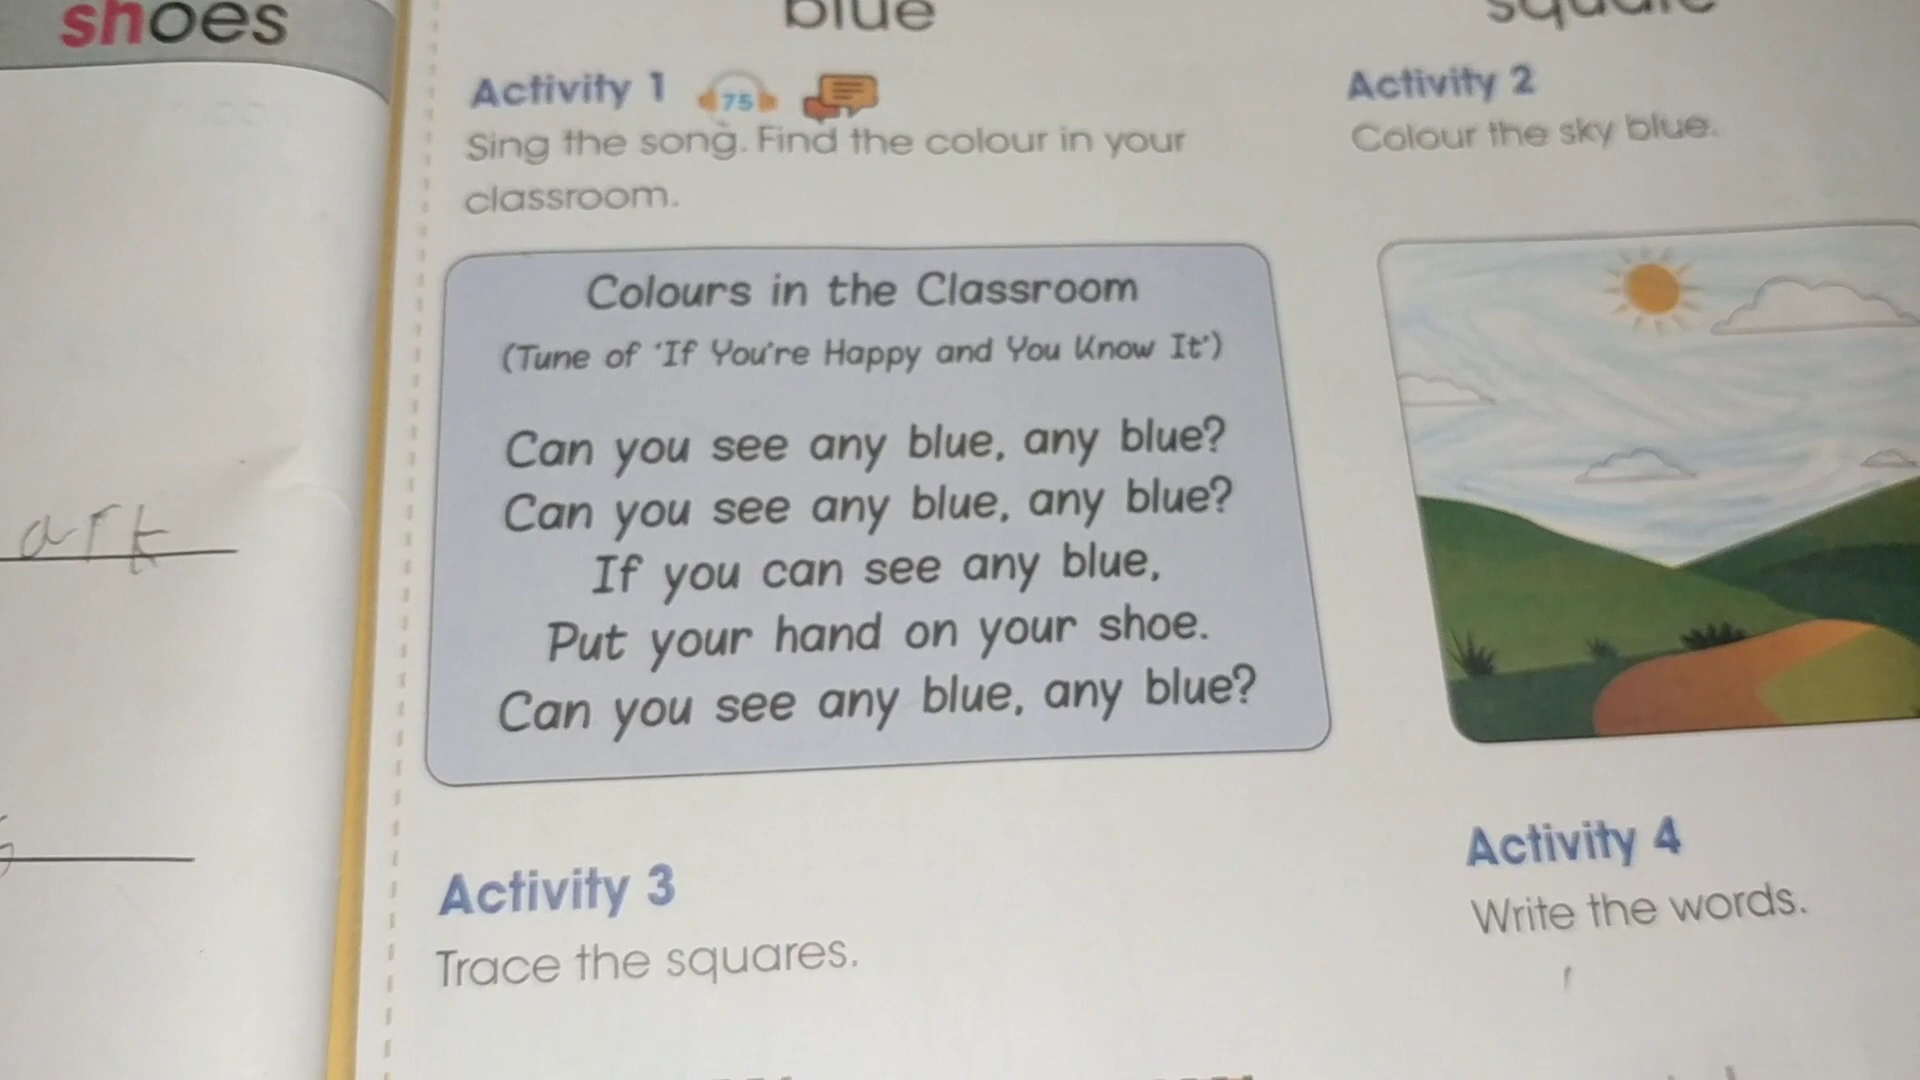 shoes
art
blue
Activity 1
75
Sing the song. Find the colour in your
classroom.
Colours in the Classroom
(Tune of 'If You're Happy and You Know It')
Can you see any blue, any blue?
Can you see any blue, any blue?
If you can see any blue,
Put your hand on your shoe.
Can you see any blue, any blue?
square
Activity 2
Colour the sky blue.
Activity 3
Trace the squares.
Activity 4
Write the words.